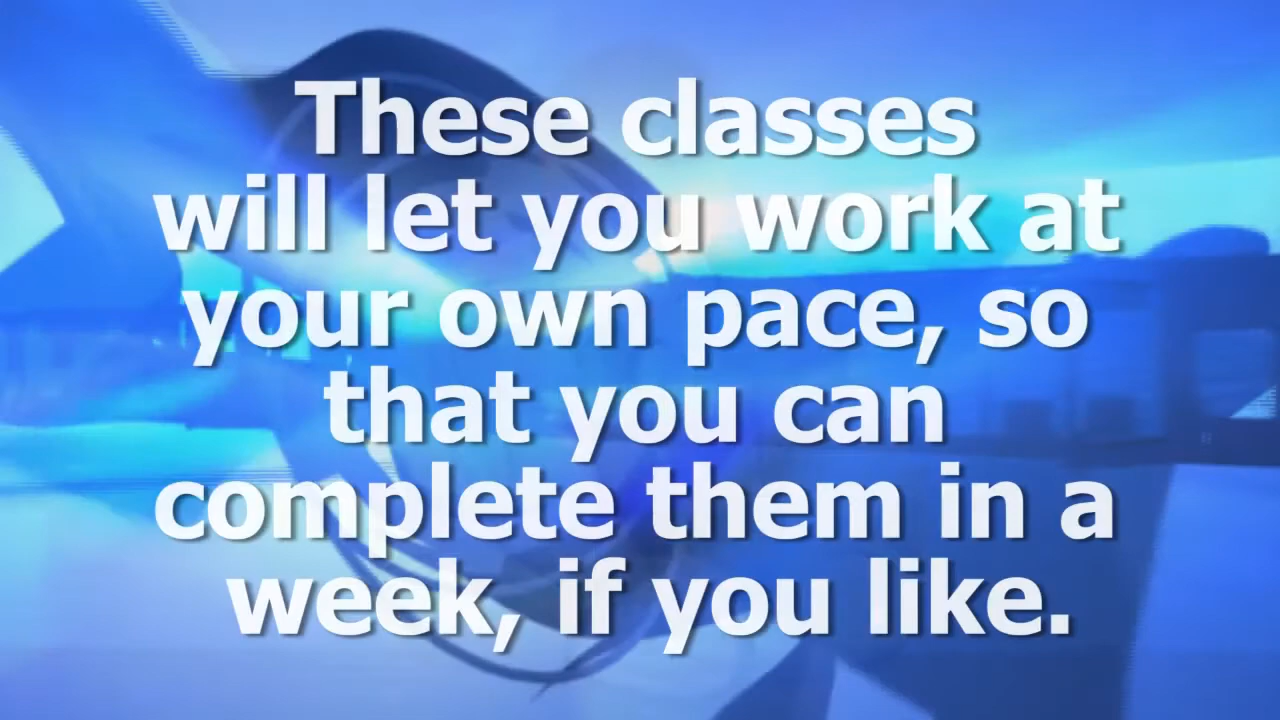 These classes
will let you work at
your own pace, so
that you can
complete them in a
week, if you like.